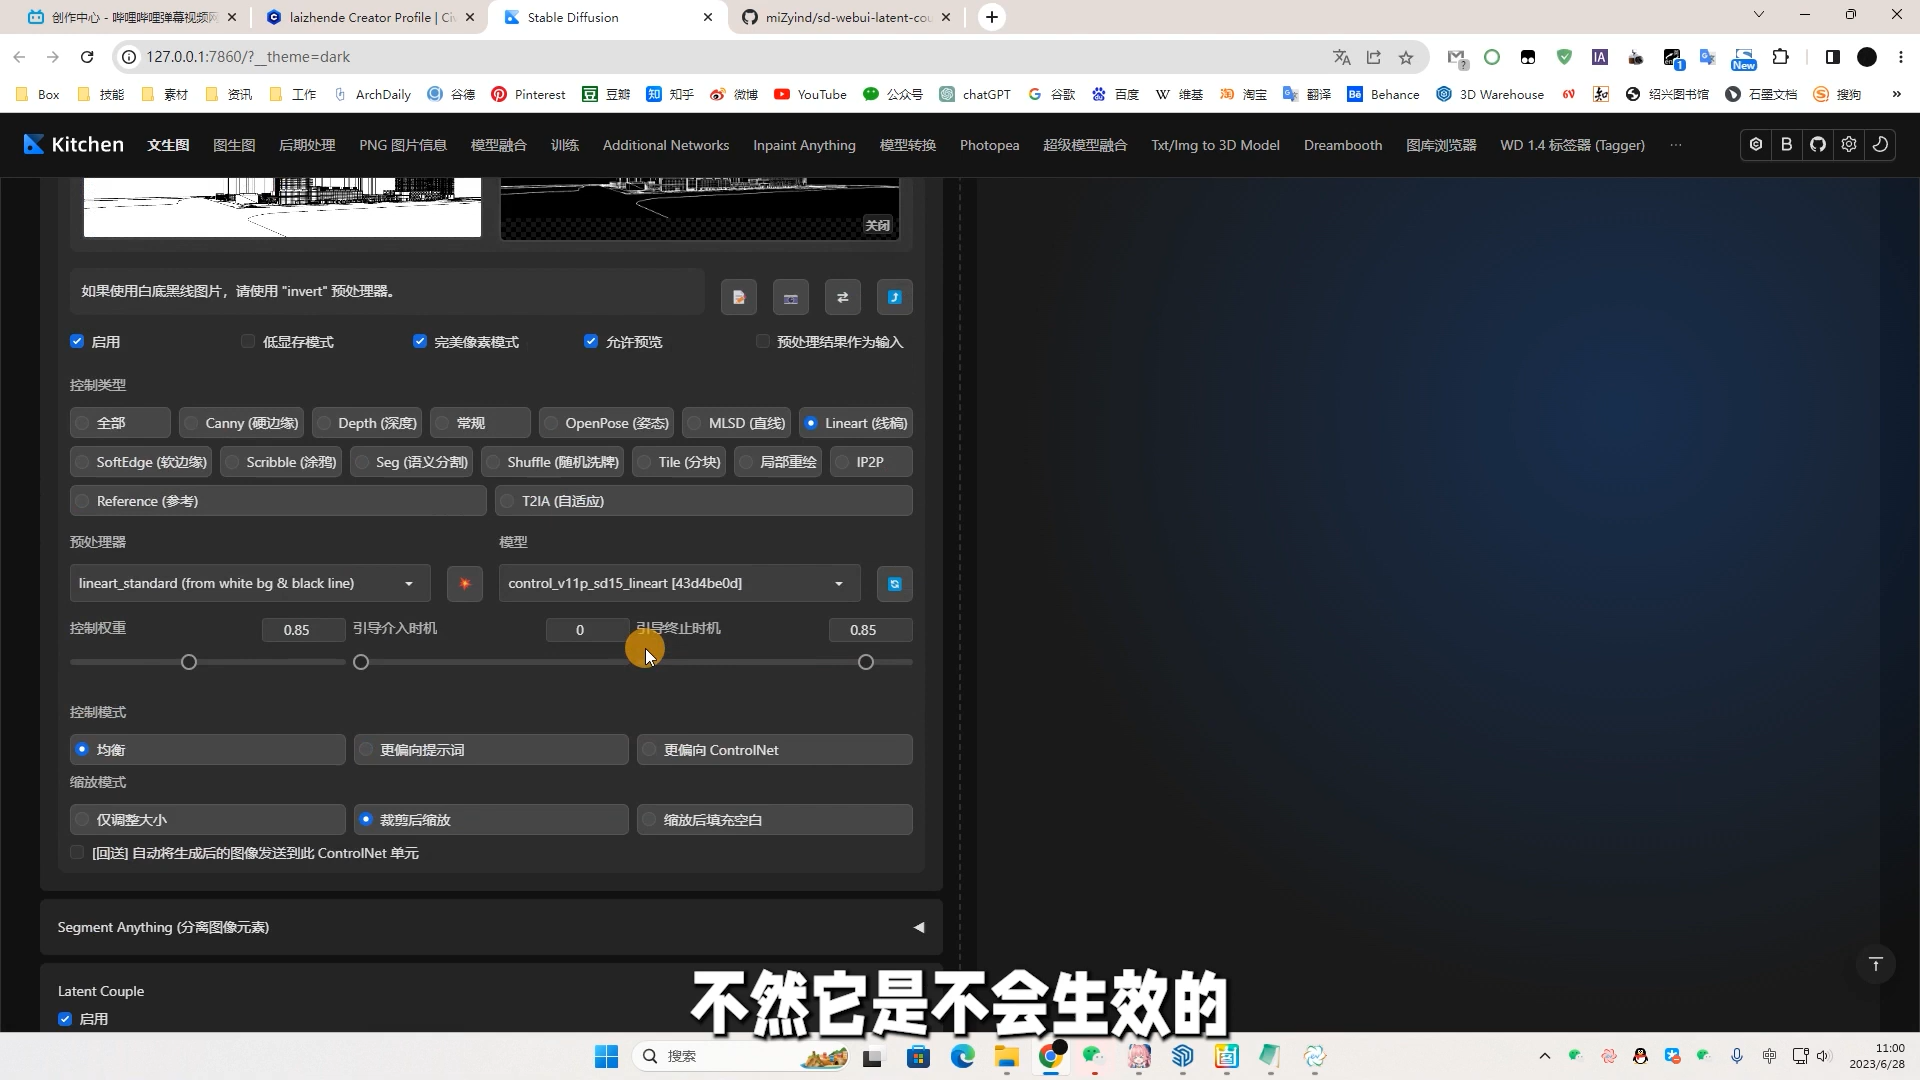 创作中心 - 哔哩哔哩弹幕视频网
laizhende Creator Profile | Civ
Stable Diffusion
miZyind/sd-webui-latent-cou
127.0.0.1:7860/?__theme=dark
Box 技能 素材 资讯 工作 ArchDaily 谷德 Pinterest 豆瓣 知乎 微博 YouTube 公众号 chatGPT 谷歌 百度 维基 淘宝 翻译 Behance 3D Warehouse 绍兴图书馆 石墨文档 搜狗 »
Kitchen 文生图 图生图 后期处理 PNG 图片信息 模型融合 训练 Additional Networks Inpaint Anything 模型转换 Photopea 超级模型融合 Txt/Img to 3D Model Dreambooth 图库浏览器 WD 1.4 标签器 (Tagger) ...
关闭
如果使用白底黑线图片，请使用 "invert" 预处理器。
启用 低显存模式 完美像素模式 允许预览 预处理结果作为输入
控制类型
全部 Canny (硬边缘) Depth (深度) 常规 OpenPose (姿态) MLSD (直线) Lineart (线稿)
SoftEdge (软边缘) Scribble (涂鸦) Seg (语义分割) Shuffle (随机洗牌) Tile (分块) 局部重绘 IP2P
Reference (参考) T2IA (自适应)
预处理器 模型
lineart_standard (from white bg & black line) control_v11p_sd15_lineart [43d4be0d]
控制权重 0.85 引导介入时机 0 引导终止时机 0.85
控制模式
均衡 更偏向提示词 更偏向 ControlNet
缩放模式
仅调整大小 裁剪后缩放 缩放后填充空白
[回送] 自动将生成后的图像发送到此 ControlNet 单元
Segment Anything (分离图像元素)
Latent Couple
启用
不然它是不会生效的
搜索
中
11:00
2023/6/28